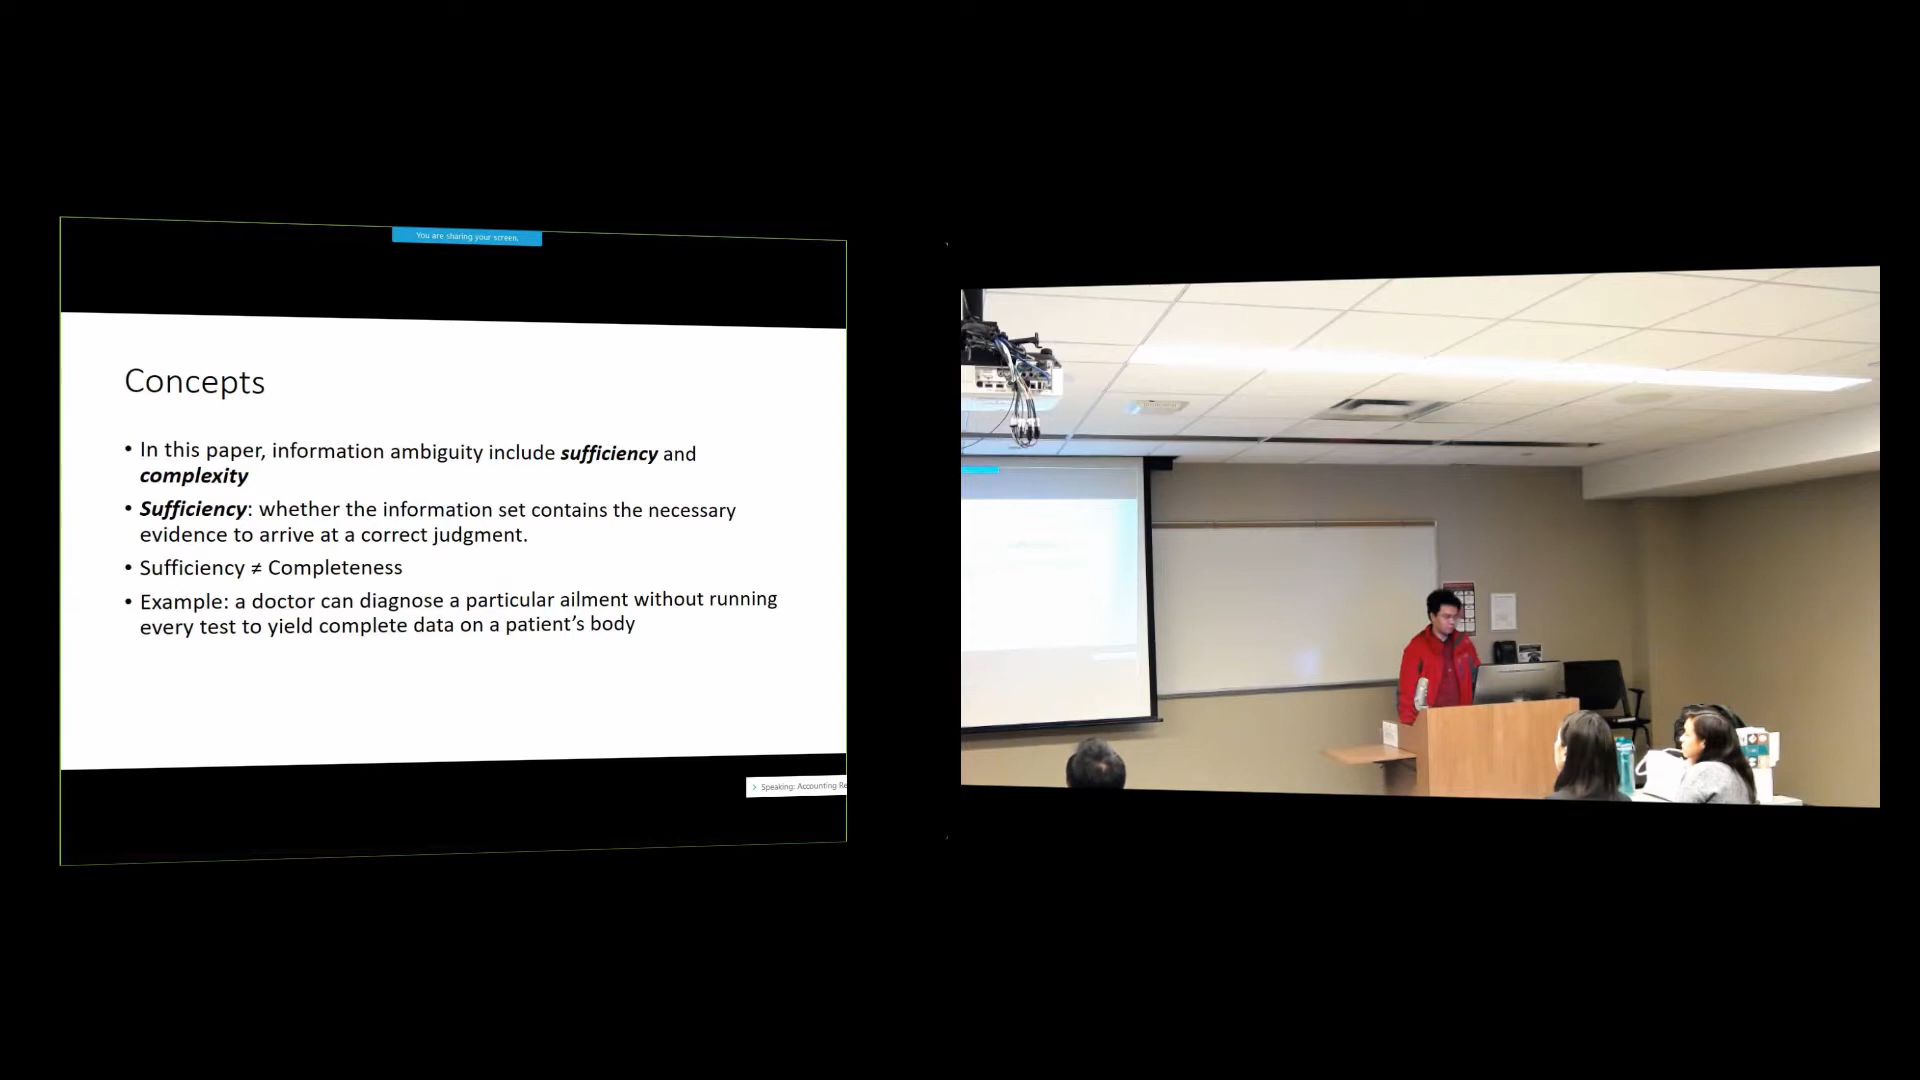 You are sharing your screen.
Concepts
• In this paper, information ambiguity include sufficiency and
complexity
• Sufficiency: whether the information set contains the necessary
evidence to arrive at a correct judgment.
• Sufficiency ≠ Completeness
• Example: a doctor can diagnose a particular ailment without running
every test to yield complete data on a patient’s body
Speaking: Accounting Re